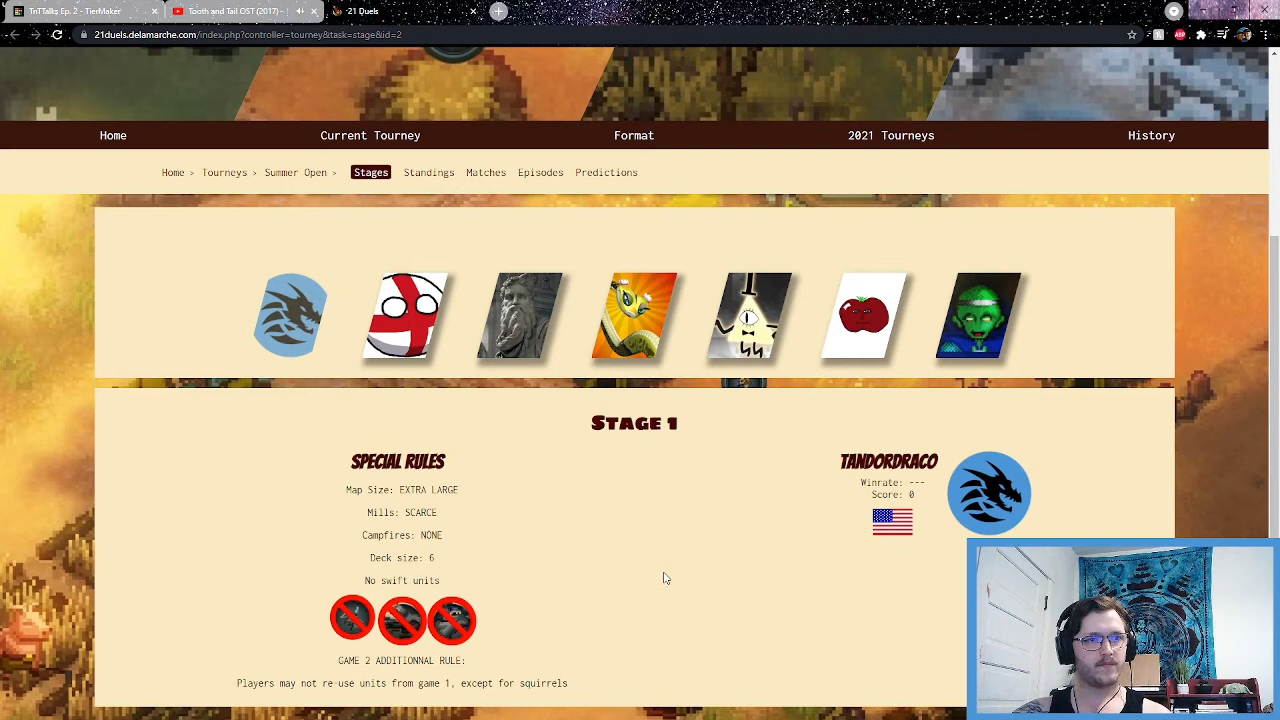 TnTTalks Ep. 2 - TierMaker
Tooth and Tail OST (2017) -
'21 Duels
21duels.delamarche.com/index.php?controller=tourney&task=stage&id=2
ABP
Home
Current Tourney
Format
2021 Tourneys
History
Home >
Tourneys >
Summer Open >
Stages
Standings
Matches
Episodes
Predictions
STAGE 1
SPECIAL RULES
Map Size: EXTRA LARGE
Mills: SCARCE
Campfires: NONE
Deck size: 6
No swift units
GAME 2 ADDITIONNAL RULE:
Players may not re-use units from game 1, except for squirrels
TANDORDRACO
Winrate: ---
Score: 0